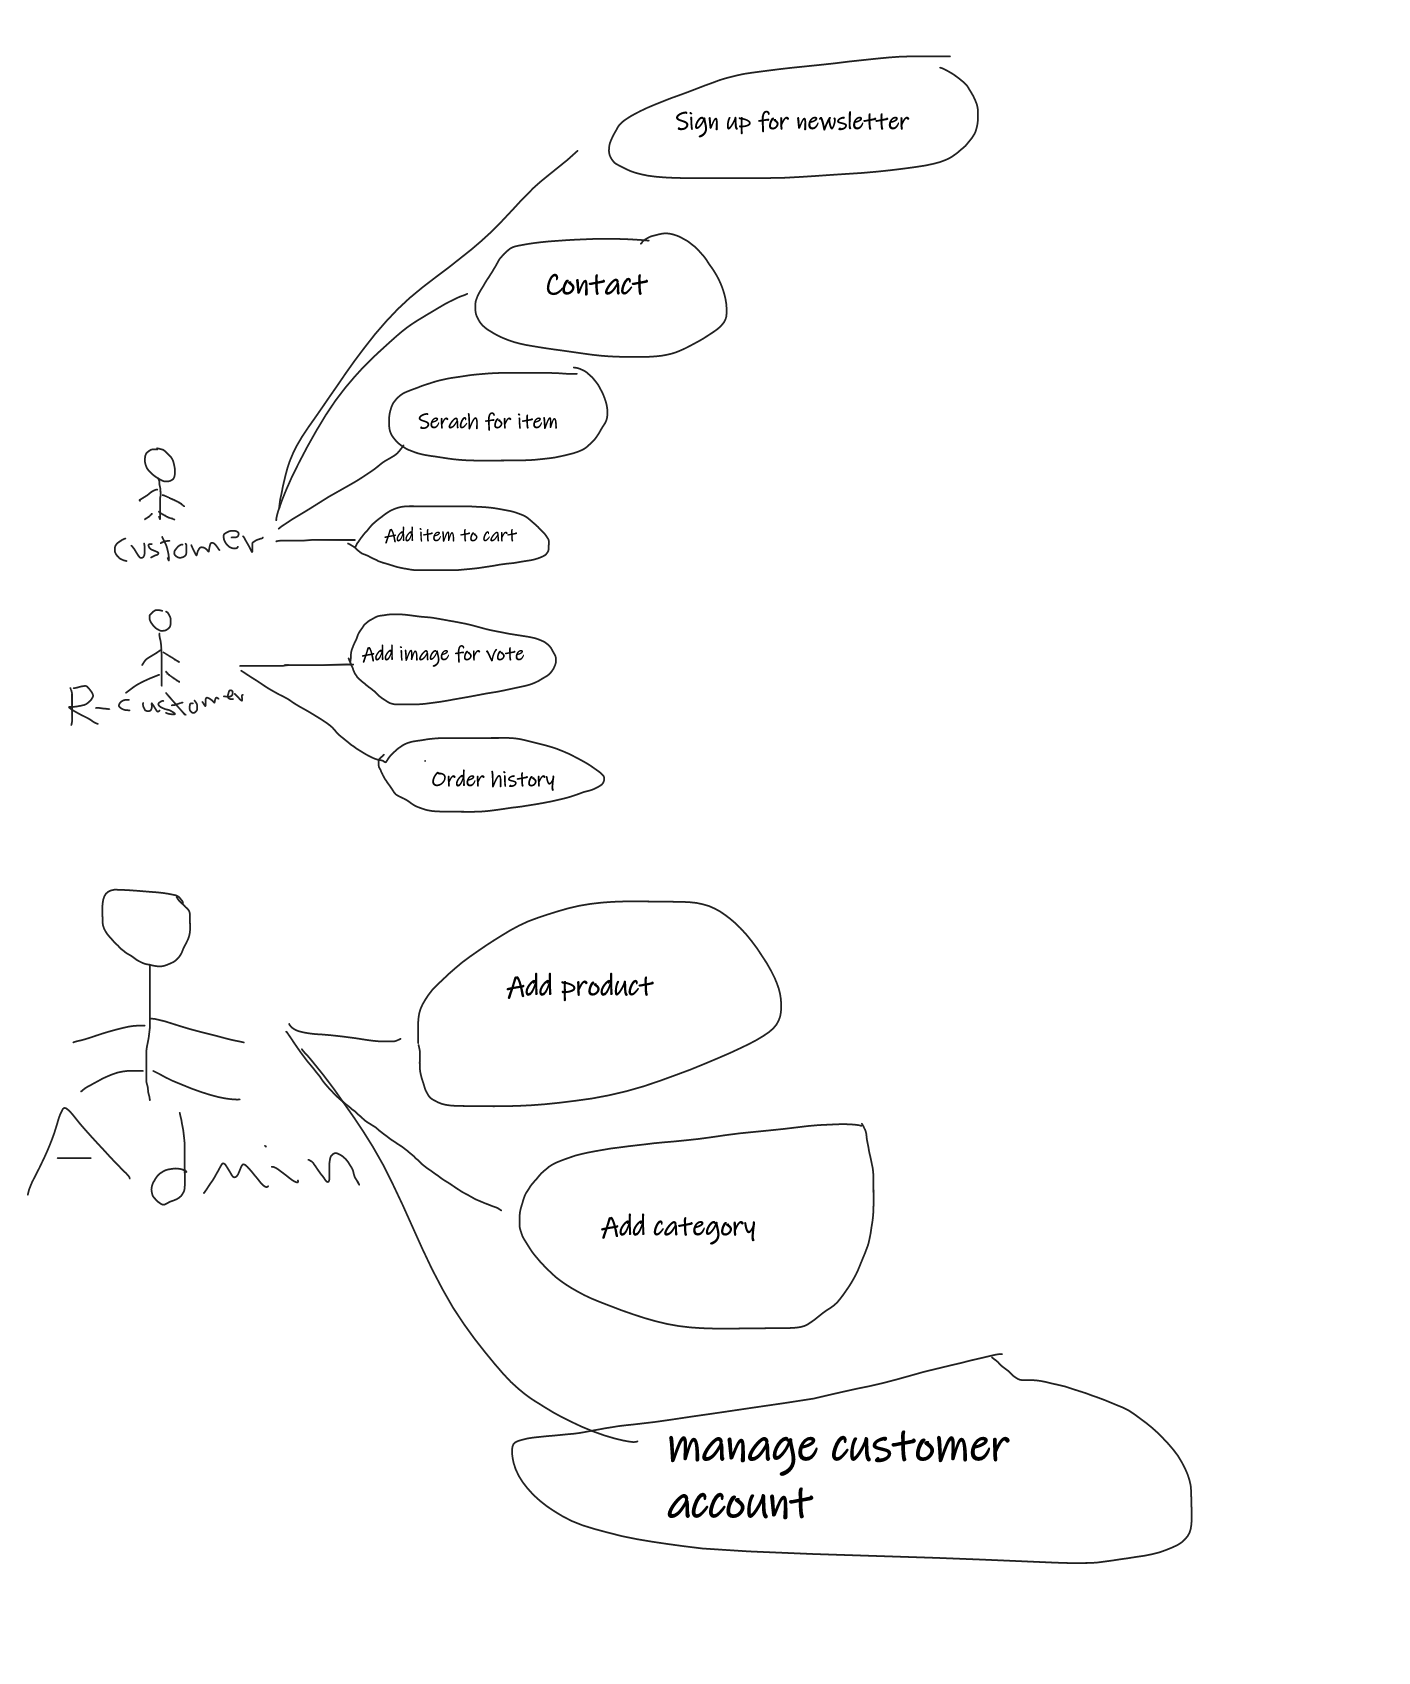 Sign up for newsletter
Contact
Serach for item
Customer
Add item to cart
Add image for vote
R-customer
Order history
Add product
Admin
Add category
manage customer
account